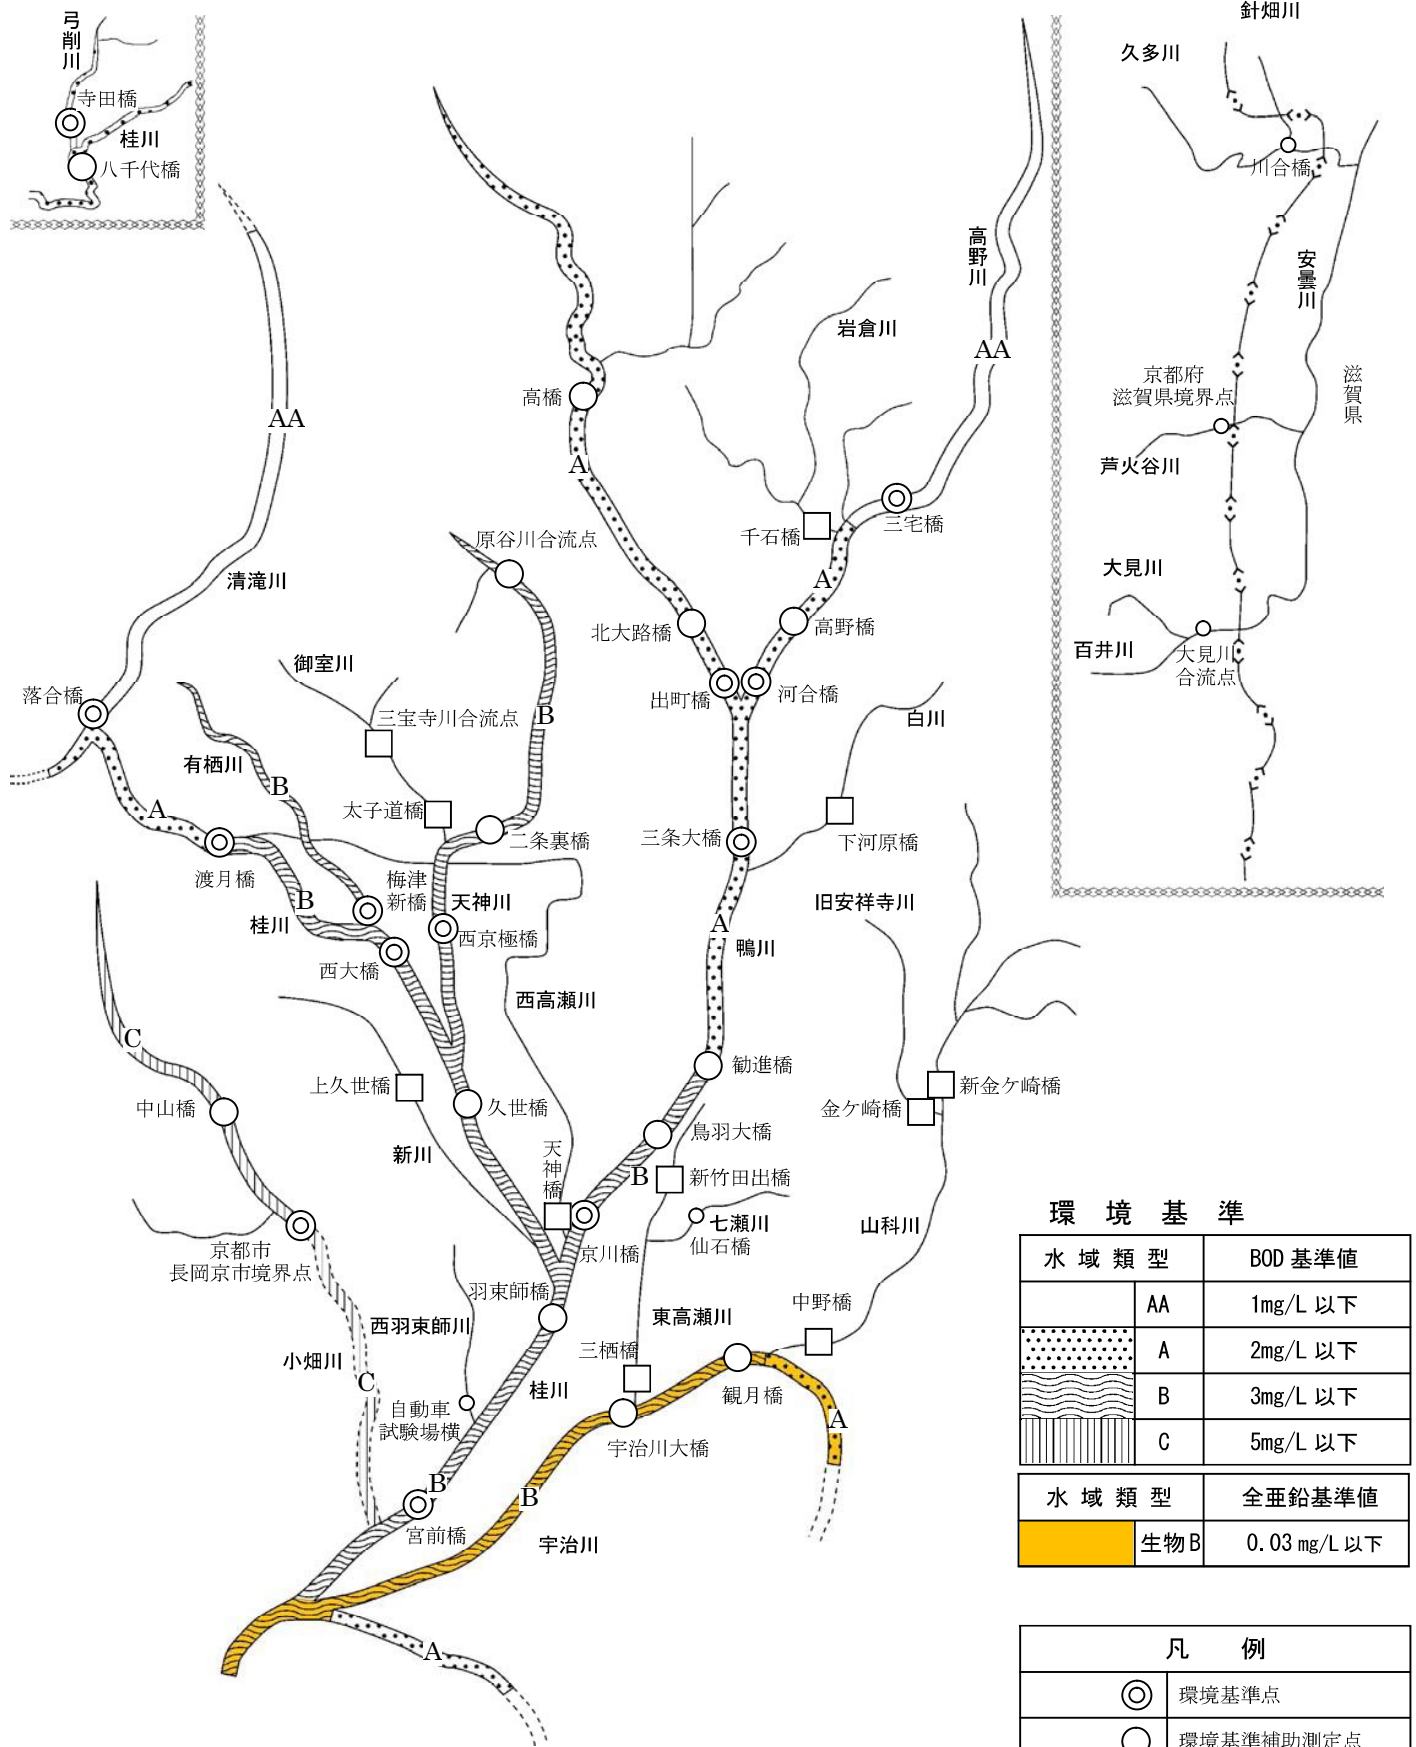 弓削川
寺田橋
桂川
八千代橋
針畑川
久多川
川合橋
安曇川
京都府
滋賀県境界点
滋賀県
芦火谷川
大見川
百井川
大見川
合流点
高野川
岩倉川
AA
高橋
A
AA
千石橋
三宅橋
A
原谷川合流点
清滝川
北大路橋
高野橋
御室川
落合橋
出町橋
河合橋
三宝寺川合流点
B
白川
有栖川
B
A
太子道橋
二条裏橋
三条大橋
下河原橋
渡月橋
梅津
新橋
B
天神川
旧安祥寺川
桂川
西京極橋
A
鴨川
西大橋
西高瀬川
C
勧進橋
上久世橋
新金ケ崎橋
中山橋
久世橋
金ケ崎橋
鳥羽大橋
新川
天神橋
B
新竹田出橋
七瀬川
仙石橋
山科川
京都市
長岡京市境界点
京川橋
羽束師橋
中野橋
西羽束師川
東高瀬川
小畑川
三栖橋
C
桂川
観月橋
自動車
試験場横
A
宇治川大橋
B
B
宮前橋
宇治川
A
環境基準
水域類型 BOD 基準値
AA 1mg/L 以下
A 2mg/L 以下
B 3mg/L 以下
C 5mg/L 以下
水域類型 全亜鉛基準値
生物B 0.03 mg/L 以下
凡例
環境基準点
環境基準補助測定点